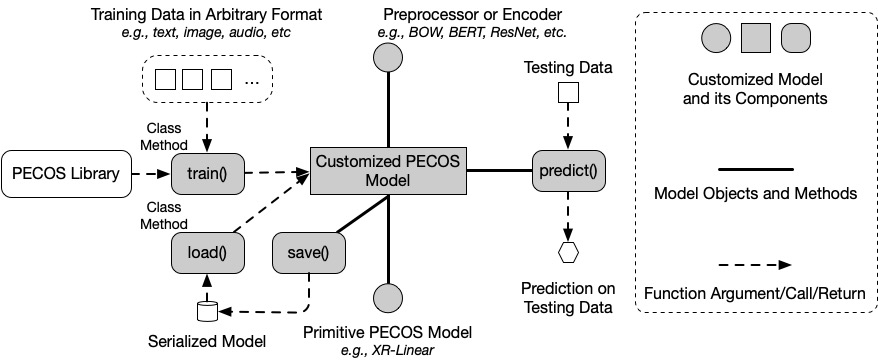 Training Data in Arbitrary Format
e.g., text, image, audio, etc
...
Preprocessor or Encoder
e.g., BOW, BERT, ResNet, etc.
Testing Data
Customized Model
and its Components
Class
Method
PECOS Library
train()
Customized PECOS
Model
predict()
Model Objects and Methods
Class
Method
load()
save()
Prediction on
Testing Data
Function Argument/Call/Return
Serialized Model
Primitive PECOS Model
e.g., XR-Linear